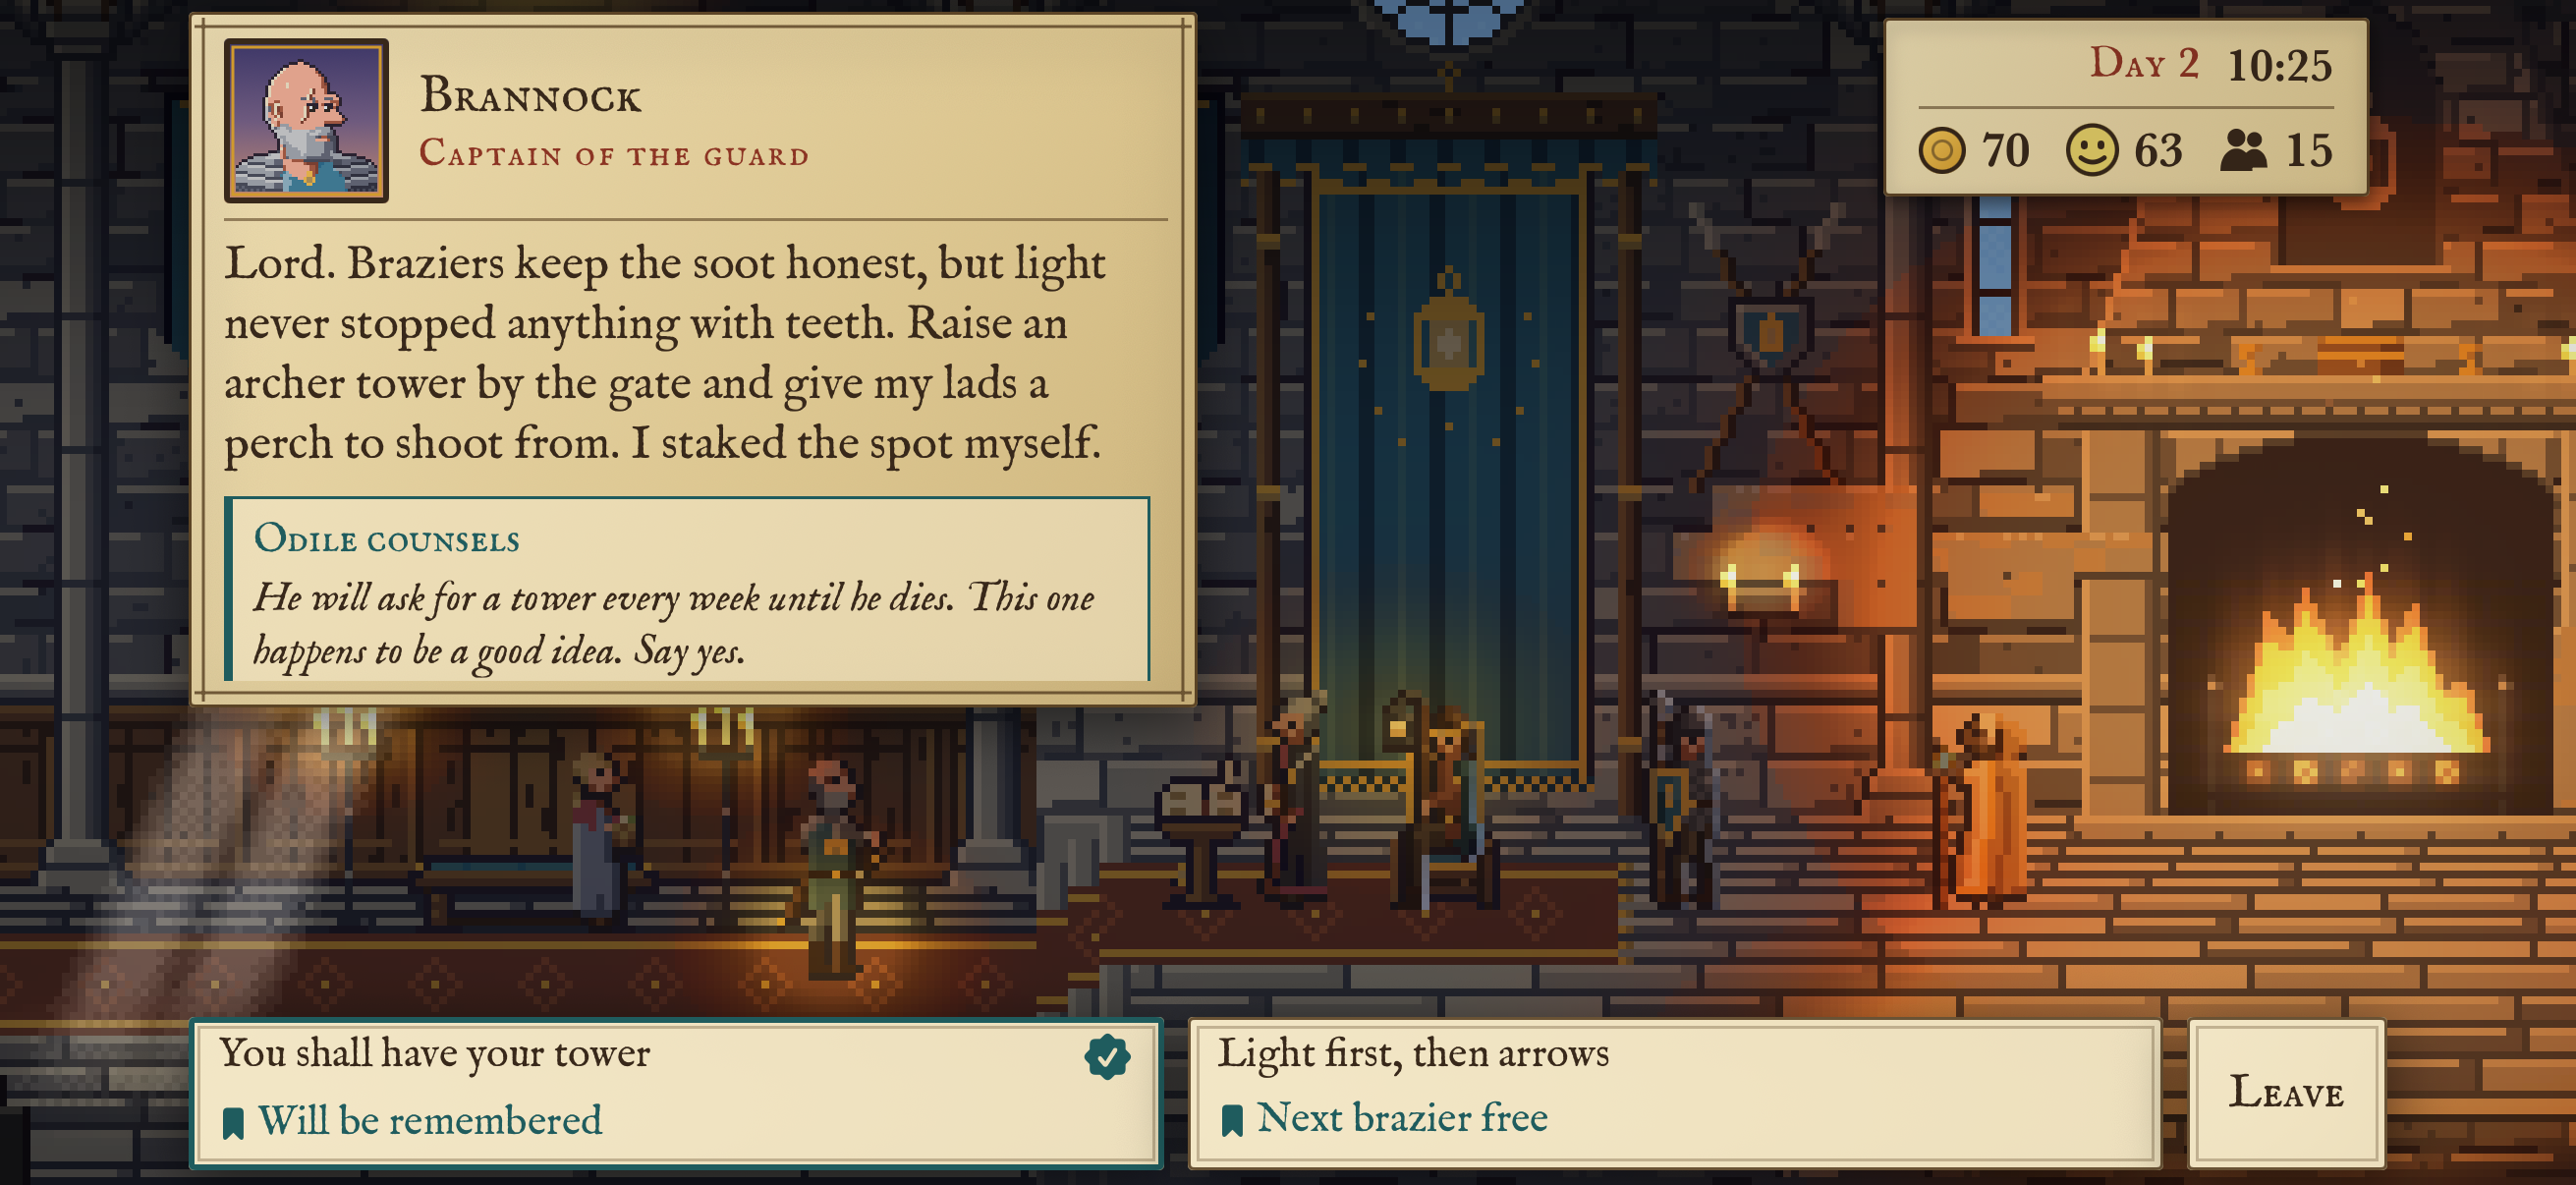 Brannock
Captain of the guard
Lord. Braziers keep the soot honest, but light
never stopped anything with teeth. Raise an
archer tower by the gate and give my lads a
perch to shoot from. I staked the spot myself.
Odile counsels
He will ask for a tower every week until he dies. This one
happens to be a good idea. Say yes.
Day 2 10:25
70 63 15
You shall have your tower
Will be remembered
Light first, then arrows
Next brazier free
Leave